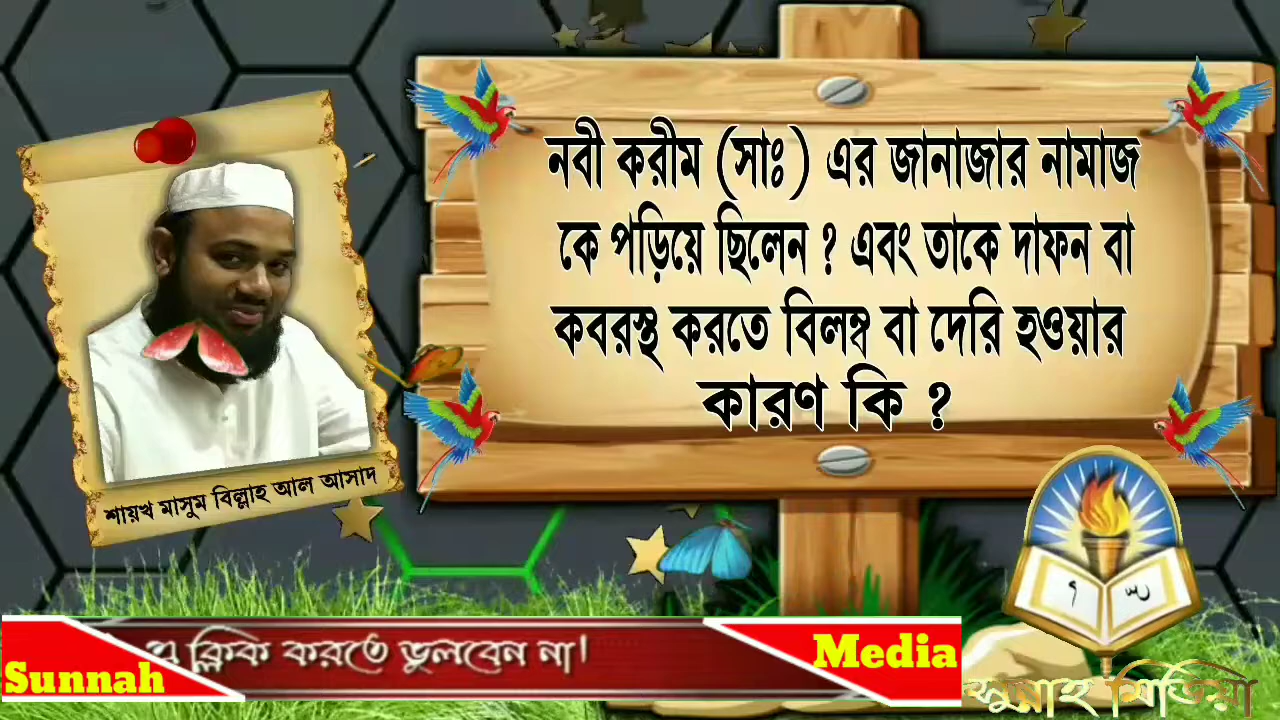 নবী করীম (সাঃ) এর জানাজার নামাজ
কে পড়িয়ে ছিলেন ? এবং তাকে দাফন বা
কবরস্থ করতে বিলম্ব বা দেরি হওয়ার
কারণ কি ?
শায়খ মাসুম বিল্লাহ আল আসাদ
ক্লিক করতে ভুলবেন না।
Sunnah
Media
সুন্নাহ মিডিয়া